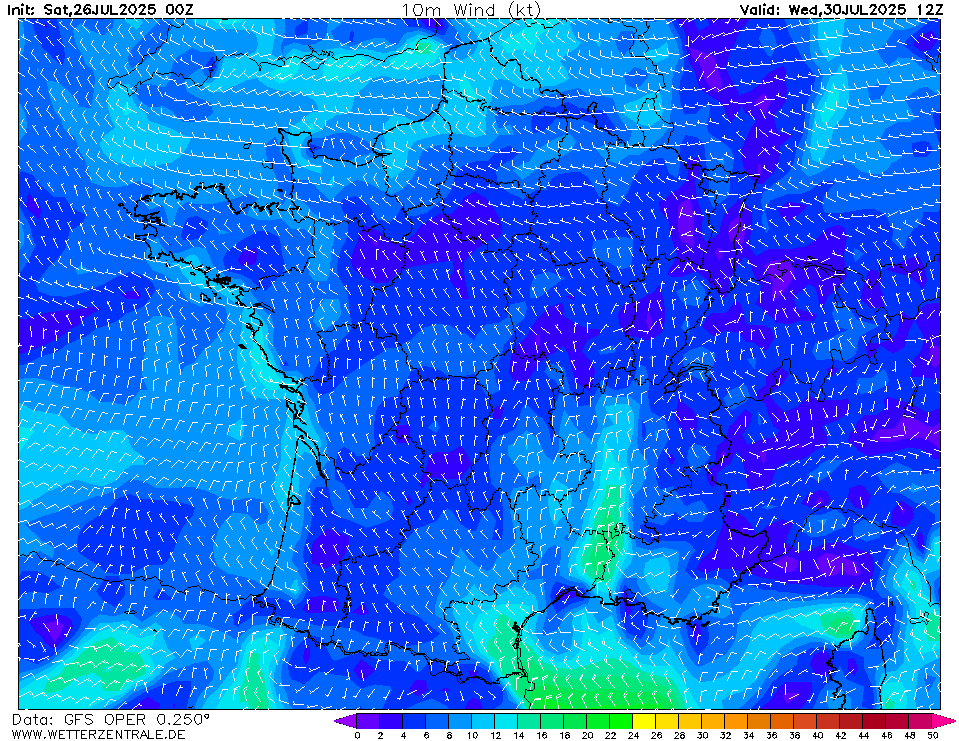 Init: Sat,26JUL2025 00Z 10m Wind (kt) Valid: Wed,30JUL2025 12Z
Data: GFS OPER 0.250°
WWW.WETTERZENTRALE.DE
0 2 4 6 8 10 12 14 16 18 20 22 24 26 28 30 32 34 36 38 40 42 44 46 48 50